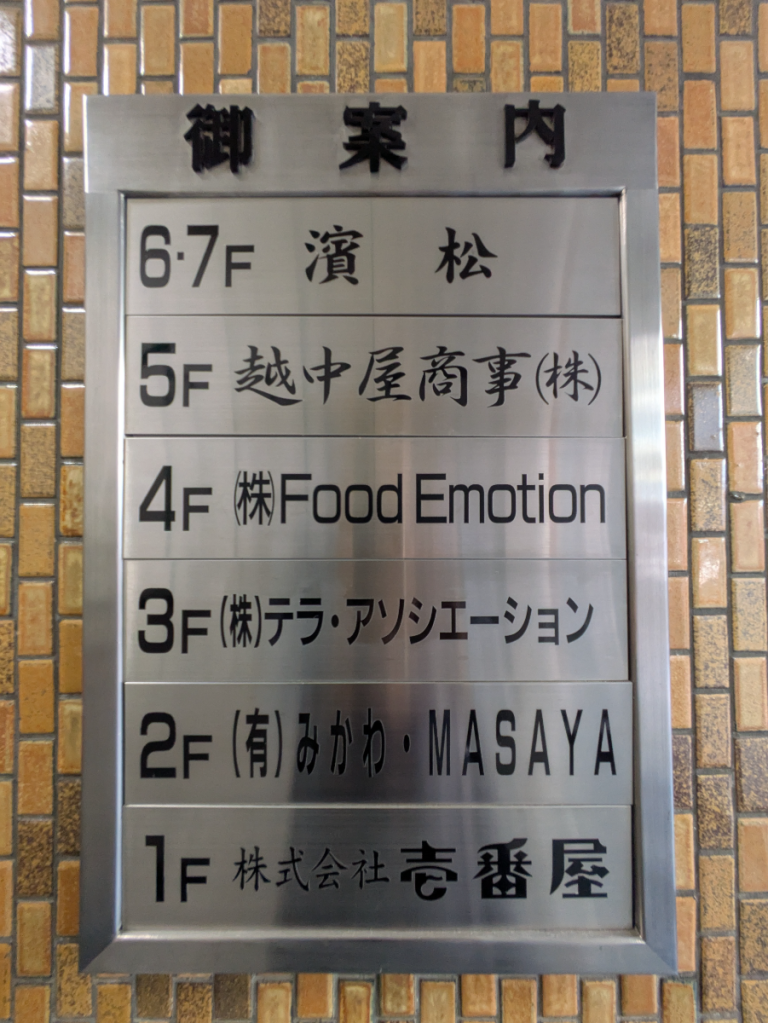 御案内
6·7F 濱松
5F 越中屋商事(株)
4F (株)Food Emotion
3F (株)テラ・アソシエーション
2F (有)みかわ・MASAYA
1F 株式会社壱番屋